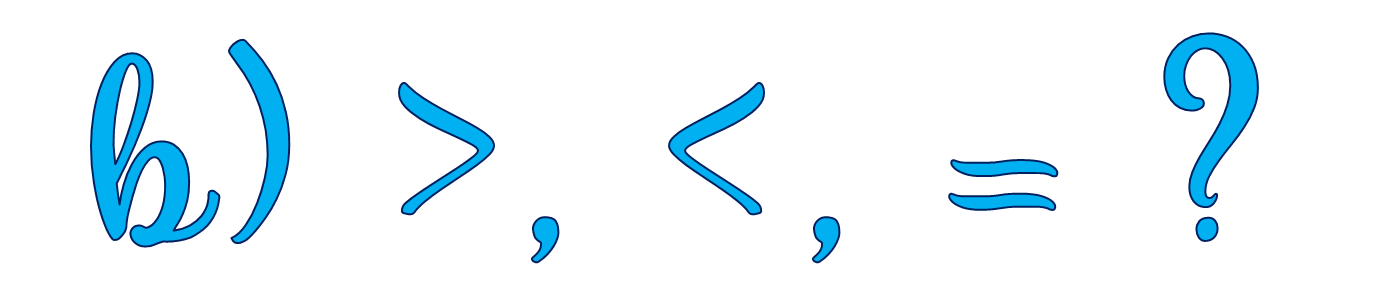 b) >, <, = ?